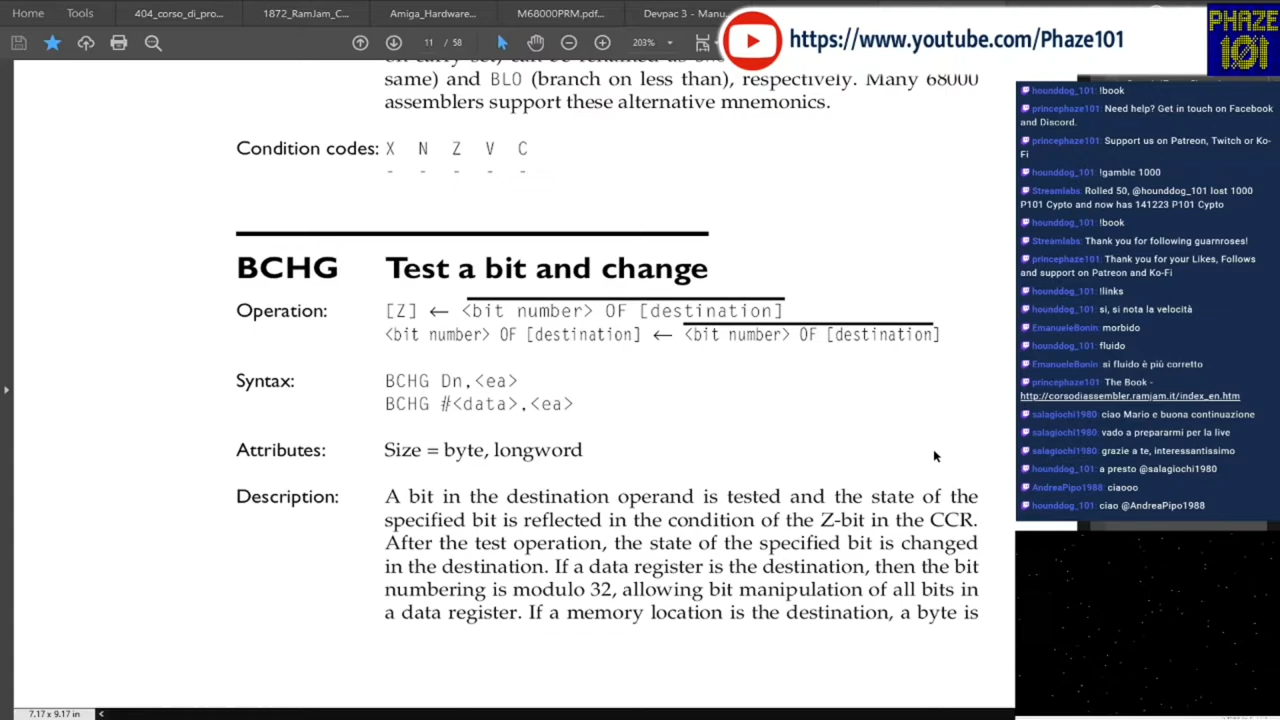 Home Tools 404_corso_di_pro... 1872_RamJam_C... Amiga_Hardware... M68000PRM.pdf... Devpac 3 - Manu...
https://www.youtube.com/Phaze101
PHAZE
101
11 / 58 203%
same) and BLO (branch on less than), respectively. Many 68000
assemblers support these alternative mnemonics.
Condition codes: X N Z V C
- - - - -
BCHG Test a bit and change
Operation: [Z] ← <bit number> OF [destination]
<bit number> OF [destination] ← <bit number> OF [destination]
Syntax: BCHG Dn,<ea>
BCHG #<data>,<ea>
Attributes: Size = byte, longword
Description: A bit in the destination operand is tested and the state of the
specified bit is reflected in the condition of the Z-bit in the CCR.
After the test operation, the state of the specified bit is changed
in the destination. If a data register is the destination, then the bit
numbering is modulo 32, allowing bit manipulation of all bits in
a data register. If a memory location is the destination, a byte is
7.17 x 9.17 in
hounddog_101: !book
princephaze101: Need help? Get in touch on Facebook
and Discord.
princephaze101: Support us on Patreon, Twitch or Ko-
Fi
hounddog_101: !gamble 1000
Streamlabs: Rolled 50, @hounddog_101 lost 1000
P101 Cypto and now has 141223 P101 Cypto
hounddog_101: !book
Streamlabs: Thank you for following guarnroses!
princephaze101: Thank you for your Likes, Follows
and support on Patreon and Ko-Fi
hounddog_101: !links
hounddog_101: si, si nota la velocità
EmanueleBonin: morbido
hounddog_101: fluido
EmanueleBonin: si fluido è più corretto
princephaze101: The Book -
http://corsodiassembler.ramjam.it/index_en.htm
salagiochi1980: ciao Mario e buona continuazione
salagiochi1980: vado a prepararmi per la live
salagiochi1980: grazie a te, interessantissimo
hounddog_101: a presto @salagiochi1980
AndreaPipo1988: ciaooo
hounddog_101: ciao @AndreaPipo1988